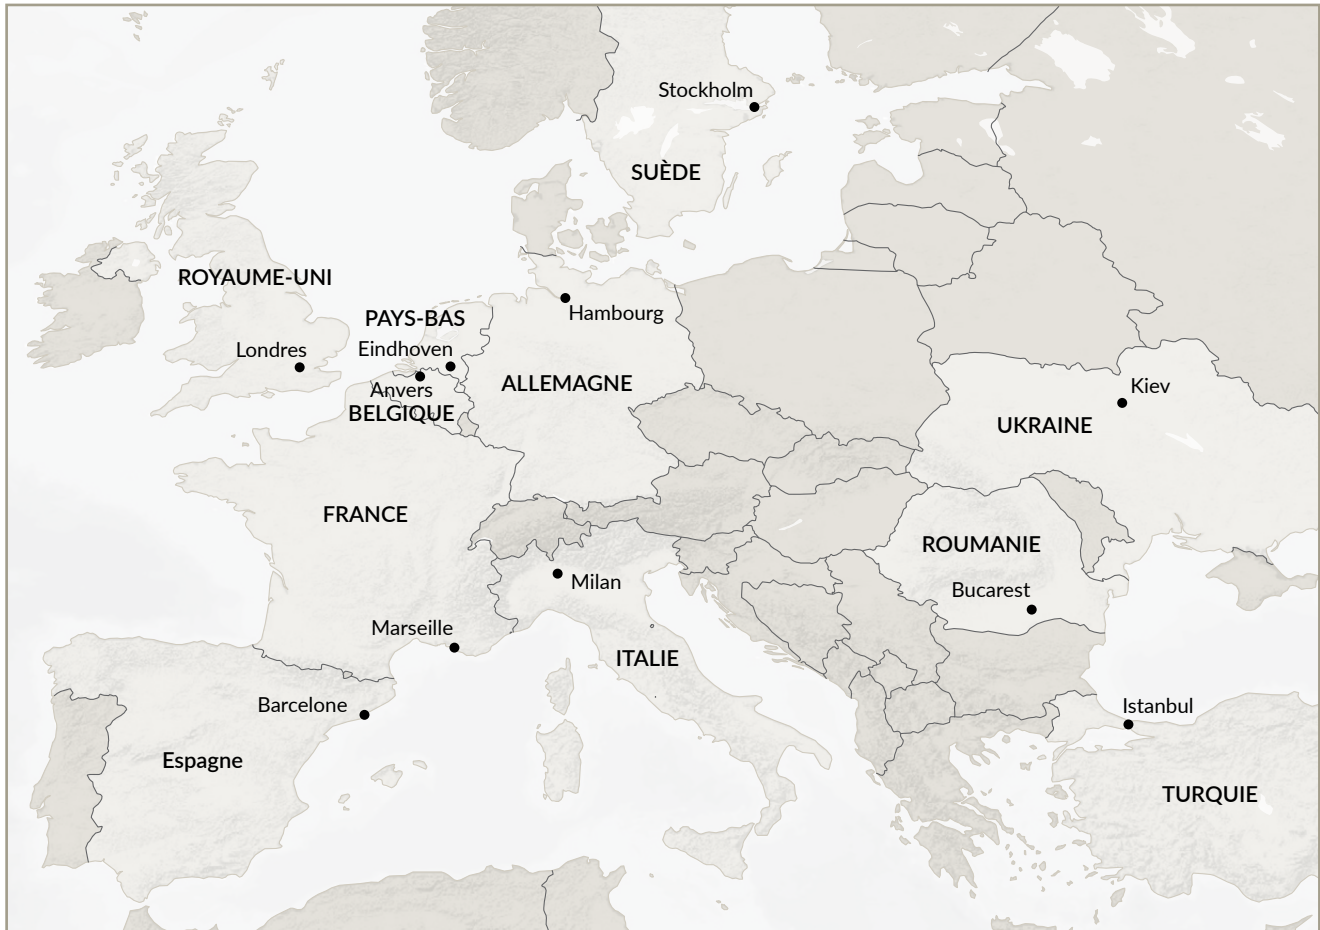 Stockholm
SUÈDE
ROYAUME-UNI
Hambourg
PAYS-BAS
Eindhoven
Londres
ALLEMAGNE
Anvers
BELGIQUE
Kiev
UKRAINE
FRANCE
ROUMANIE
Milan
Bucarest
Marseille
ITALIE
Barcelone
Istanbul
Espagne
TURQUIE